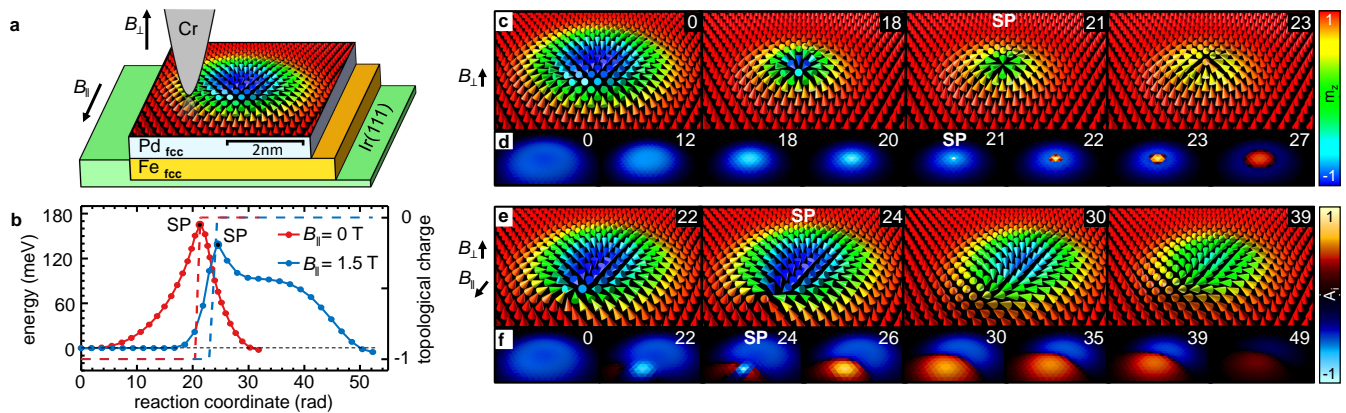 a
B⊥
Cr
B∥
Pd fcc
2nm
Fe fcc
Ir(111)
b
180
120
60
0
energy (meV)
SP
SP
B∥= 0 T
B∥= 1.5 T
0
-1
topological charge
0 10 20 30 40 50
reaction coordinate (rad)
c
0
18
SP
21
23
B⊥
d
0
12
18
20
SP
21
22
23
27
1
m_z
-1
e
22
SP
24
30
39
B⊥
B∥
f
0
22
SP
24
26
30
35
39
49
1
A_i
-1